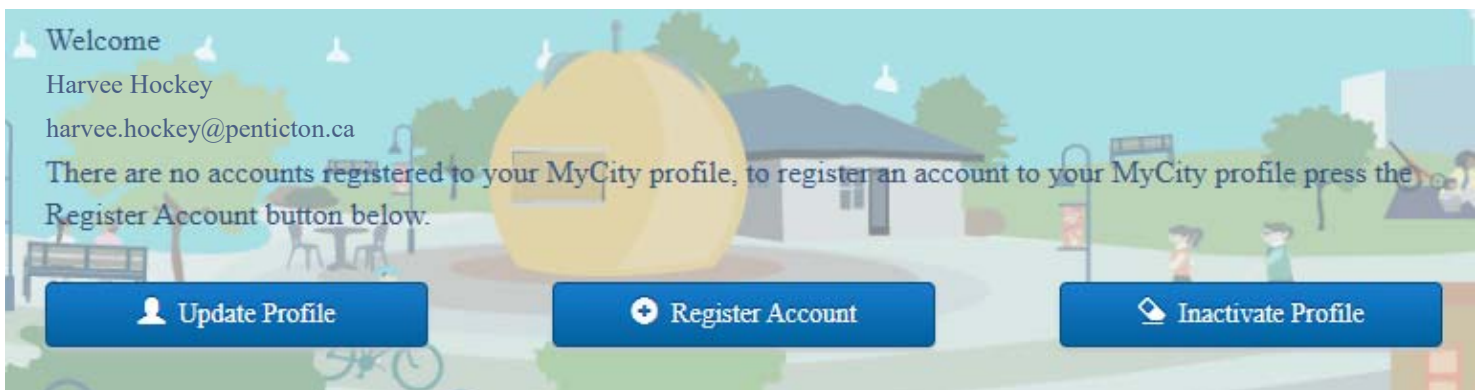 Welcome
Harvee Hockey
harvee.hockey@penticton.ca
There are no accounts registered to your MyCity profile, to register an account to your MyCity profile press the
Register Account button below.
Update Profile
Register Account
Inactivate Profile